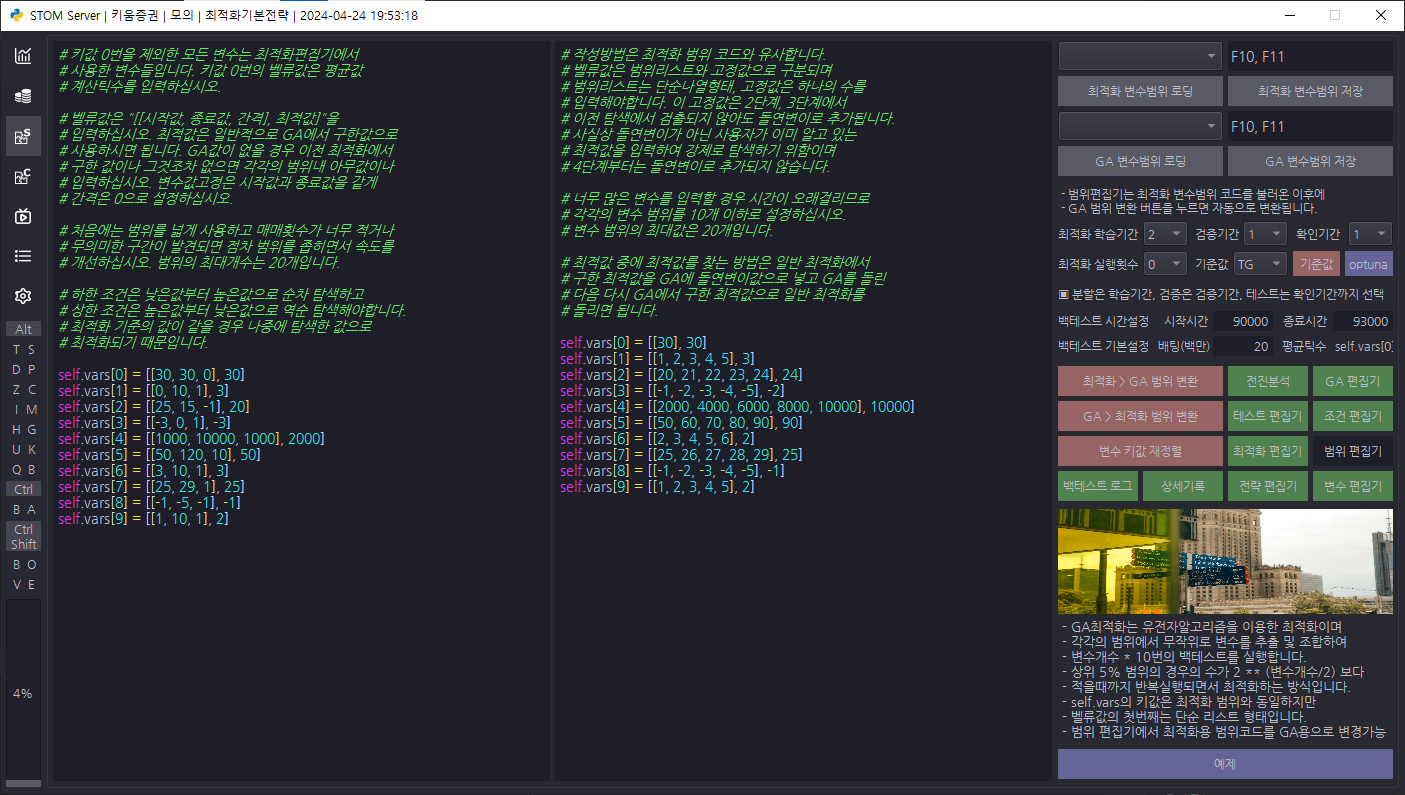 STOM Server | 키움증권 | 모의 | 최적화기본전략 | 2024-04-24 19:53:18
Alt
T S
D P
Z C
I M
H G
U K
Q B
Ctrl
B A
Ctrl
Shift
B O
V E
4%
# 키값 0번을 제외한 모든 변수는 최적화편집기에서
# 사용한 변수들입니다. 키값 0번의 벨류값은 평균값
# 계산틱수를 입력하십시오.
# 벨류값은 "[[시작값, 종료값, 간격], 최적값]"을
# 입력하십시오. 최적값은 일반적으로 GA에서 구한값으로
# 사용하시면 됩니다. GA값이 없을 경우 이전 최적화에서
# 구한 값이나 그것조차 없으면 각각의 범위내 아무값이나
# 입력하십시오. 변수값고정은 시작값과 종료값을 같게
# 간격은 0으로 설정하십시오.
# 처음에는 범위를 넓게 사용하고 매매횟수가 너무 적거나
# 무의미한 구간이 발견되면 점차 범위를 좁히면서 속도를
# 개선하십시오. 범위의 최대개수는 20개입니다.
# 하한 조건은 낮은값부터 높은값으로 순차 탐색하고
# 상한 조건은 높은값부터 낮은값으로 역순 탐색해야합니다.
# 최적화 기준의 값이 같을 경우 나중에 탐색한 값으로
# 최적화되기 때문입니다.
self.vars[0] = [[30, 30, 0], 30]
self.vars[1] = [[0, 10, 1], 3]
self.vars[2] = [[25, 15, -1], 20]
self.vars[3] = [[-3, 0, 1], -3]
self.vars[4] = [[1000, 10000, 1000], 2000]
self.vars[5] = [[50, 120, 10], 50]
self.vars[6] = [[3, 10, 1], 3]
self.vars[7] = [[25, 29, 1], 25]
self.vars[8] = [[-1, -5, -1], -1]
self.vars[9] = [[1, 10, 1], 2]
# 작성방법은 최적화 범위 코드와 유사합니다.
# 벨류값은 범위리스트와 고정값으로 구분되며
# 범위리스트는 단순나열형태, 고정값은 하나의 수를
# 입력해야합니다. 이 고정값은 2단계, 3단계에서
# 이전 탐색에서 검출되지 않아도 돌연변이로 추가됩니다.
# 사실상 돌연변이가 아닌 사용자가 이미 알고 있는
# 최적값을 입력하여 강제로 탐색하기 위함이며
# 4단계부터는 돌연변이로 추가되지 않습니다.
# 너무 많은 변수를 입력할 경우 시간이 오래걸리므로
# 각각의 변수 범위를 10개 이하로 설정하십시오.
# 변수 범위의 최대값은 20개입니다.
# 최적값 중에 최적값를 찾는 방법은 일반 최적화에서
# 구한 최적값을 GA에 돌연변이값으로 넣고 GA를 돌린
# 다음 다시 GA에서 구한 최적값으로 일반 최적화를
# 돌리면 됩니다.
self.vars[0] = [[30], 30]
self.vars[1] = [[1, 2, 3, 4, 5], 3]
self.vars[2] = [[20, 21, 22, 23, 24], 24]
self.vars[3] = [[-1, -2, -3, -4, -5], -2]
self.vars[4] = [[2000, 4000, 6000, 8000, 10000], 10000]
self.vars[5] = [[50, 60, 70, 80, 90], 90]
self.vars[6] = [[2, 3, 4, 5, 6], 2]
self.vars[7] = [[25, 26, 27, 28, 29], 25]
self.vars[8] = [[-1, -2, -3, -4, -5], -1]
self.vars[9] = [[1, 2, 3, 4, 5], 2]
F10, F11
최적화 변수범위 로딩 최적화 변수범위 저장
F10, F11
GA 변수범위 로딩 GA 변수범위 저장
- 범위편집기는 최적화 변수범위 코드를 불러온 이후에
- GA 범위 변환 버튼을 누르면 자동으로 변환됩니다.
최적화 학습기간 2 검증기간 1 확인기간 1
최적화 실행횟수 0 기준값 TG 기준값 optuna
▣ 분할은 학습기간, 검증은 검증기간, 테스트는 확인기간까지 선택
백테스트 시간설정 시작시간 90000 종료시간 93000
백테스트 기본설정 배팅(백만) 20 평균틱수 self.vars[0]
최적화 > GA 범위 변환 전진분석 GA 편집기
GA > 최적화 범위 변환 테스트 편집기 조건 편집기
변수 키값 재정렬 최적화 편집기 범위 편집기
백테스트 로그 상세기록 전략 편집기 변수 편집기
- GA최적화는 유전자알고리즘을 이용한 최적화이며
- 각각의 범위에서 무작위로 변수를 추출 및 조합하여
- 변수개수 * 10번의 백테스트를 실행합니다.
- 상위 5% 범위의 경우의 수가 2 ** (변수개수/2) 보다
- 적을때까지 반복실행되면서 최적화하는 방식입니다.
- self.vars의 키값은 최적화 범위와 동일하지만
- 벨류값의 첫번째는 단순 리스트 형태입니다.
- 범위 편집기에서 최적화용 범위코드를 GA용으로 변경가능
예제